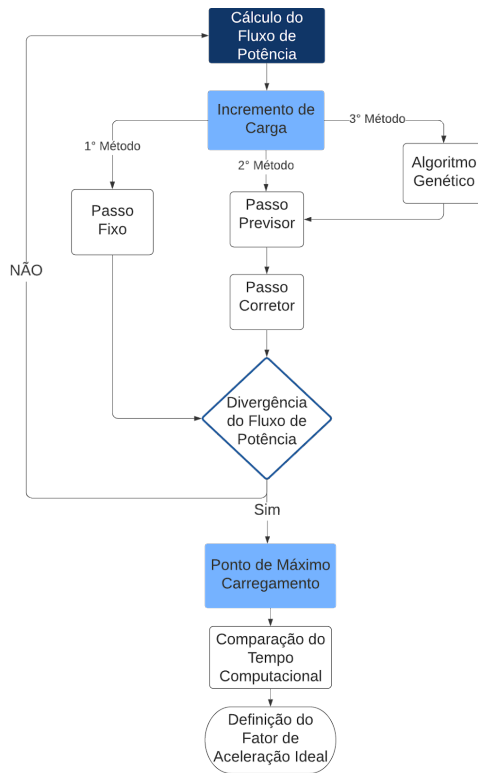 Cálculo do
Fluxo de
Potência
Incremento de
Carga
1° Método
2° Método
3° Método
Algoritmo
Genético
Passo
Fixo
Passo
Previsor
NÃO
Passo
Corretor
Divergência
do Fluxo de
Potência
Sim
Ponto de Máximo
Carregamento
Comparação do
Tempo
Computacional
Definição do
Fator de
Aceleração Ideal